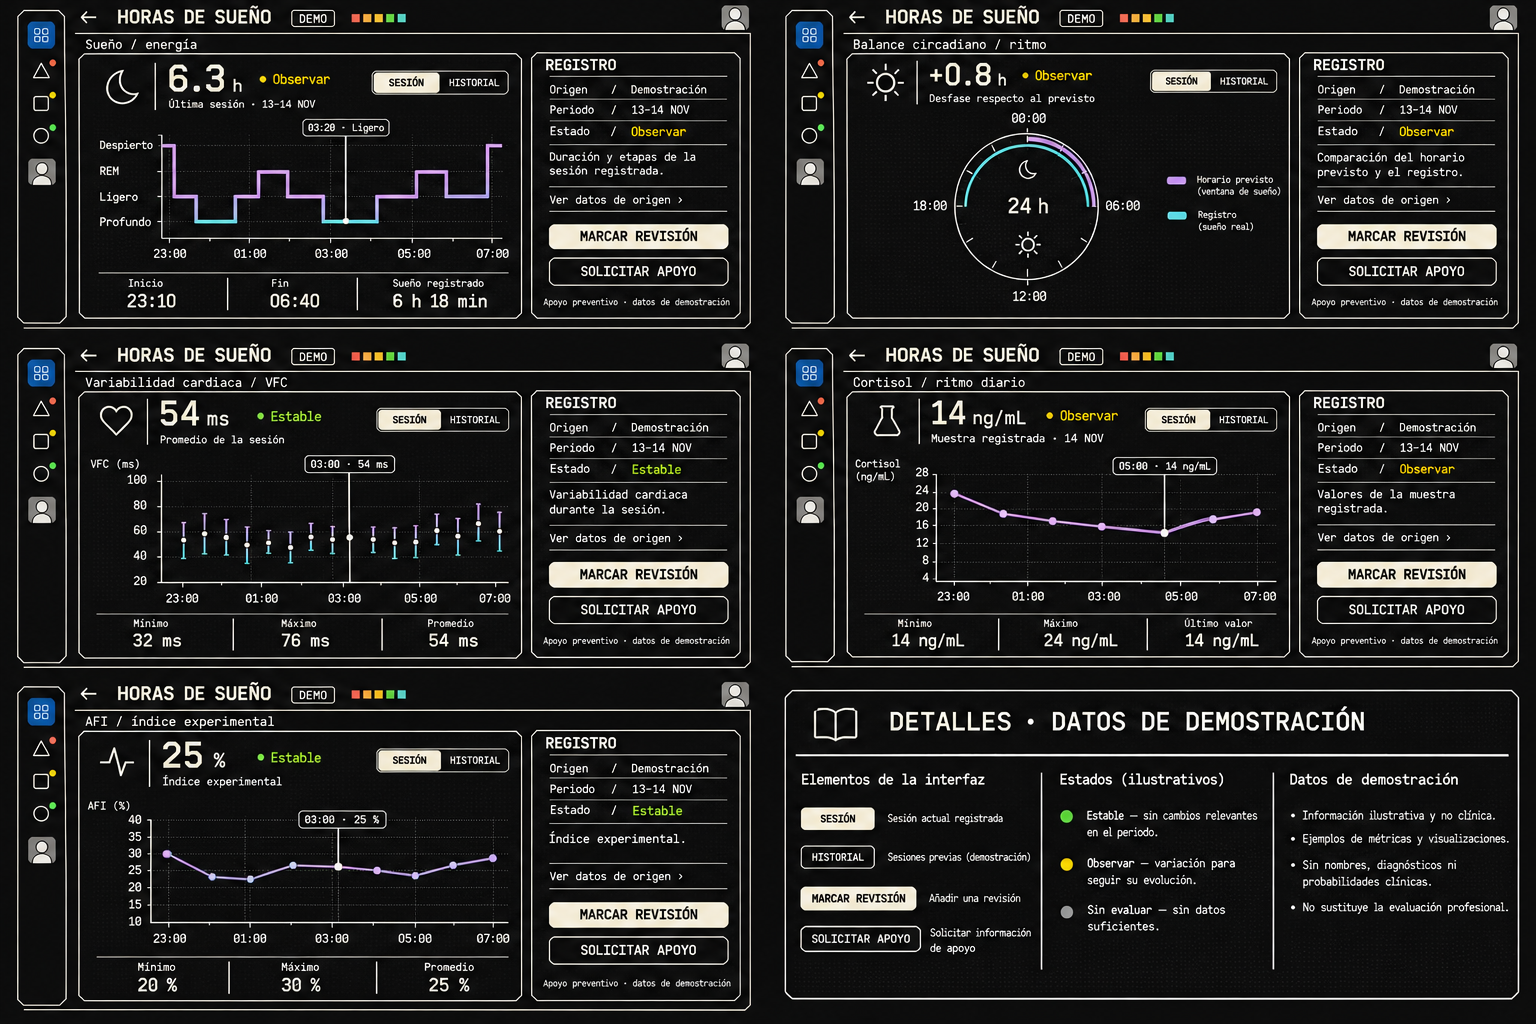 ← HORAS DE SUEÑO DEMO
Sueño / energía
6.3 h • Observar
Última sesión · 13-14 NOV
SESIÓN HISTORIAL
03:20 · Ligero
Despierto
REM
Ligero
Profundo
23:00 01:00 03:00 05:00 07:00
Inicio Fin Sueño registrado
23:10 06:40 6 h 18 min
REGISTRO
Origen / Demostración
Periodo / 13-14 NOV
Estado / Observar
Duración y etapas de la
sesión registrada.
Ver datos de origen ›
MARCAR REVISIÓN
SOLICITAR APOYO
Apoyo preventivo · datos de demostración
← HORAS DE SUEÑO DEMO
Balance circadiano / ritmo
+0.8 h • Observar
Desfase respecto al previsto
SESIÓN HISTORIAL
00:00
18:00 24 h 06:00
12:00
Horario previsto
(ventana de sueño)
Registro
(sueño real)
REGISTRO
Origen / Demostración
Periodo / 13-14 NOV
Estado / Observar
Comparación del horario
previsto y el registro.
Ver datos de origen ›
MARCAR REVISIÓN
SOLICITAR APOYO
Apoyo preventivo · datos de demostración
← HORAS DE SUEÑO DEMO
Variabilidad cardiaca / VFC
54 ms • Estable
Promedio de la sesión
SESIÓN HISTORIAL
VFC (ms)
03:00 · 54 ms
100
80
60
40
20
23:00 01:00 03:00 05:00 07:00
Mínimo Máximo Promedio
32 ms 76 ms 54 ms
REGISTRO
Origen / Demostración
Periodo / 13-14 NOV
Estado / Estable
Variabilidad cardiaca
durante la sesión.
Ver datos de origen ›
MARCAR REVISIÓN
SOLICITAR APOYO
Apoyo preventivo · datos de demostración
← HORAS DE SUEÑO DEMO
Cortisol / ritmo diario
14 ng/mL • Observar
Muestra registrada · 14 NOV
SESIÓN HISTORIAL
Cortisol
(ng/mL)
05:00 · 14 ng/mL
28
24
20
16
12
8
4
23:00 01:00 03:00 05:00 07:00
Mínimo Máximo Último valor
14 ng/mL 24 ng/mL 14 ng/mL
REGISTRO
Origen / Demostración
Periodo / 13-14 NOV
Estado / Observar
Valores de la muestra
registrada.
Ver datos de origen ›
MARCAR REVISIÓN
SOLICITAR APOYO
Apoyo preventivo · datos de demostración
← HORAS DE SUEÑO DEMO
AFI / índice experimental
25 % • Estable
Índice experimental
SESIÓN HISTORIAL
AFI (%)
03:00 · 25 %
40
35
30
25
20
15
10
23:00 01:00 03:00 05:00 07:00
Mínimo Máximo Promedio
20 % 30 % 25 %
REGISTRO
Origen / Demostración
Periodo / 13-14 NOV
Estado / Estable
Índice experimental.
Ver datos de origen ›
MARCAR REVISIÓN
SOLICITAR APOYO
Apoyo preventivo · datos de demostración
DETALLES • DATOS DE DEMOSTRACIÓN
Elementos de la interfaz
SESIÓN Sesión actual registrada
HISTORIAL Sesiones previas (demostración)
MARCAR REVISIÓN Añadir una revisión
SOLICITAR APOYO Solicitar información
de apoyo
Estados (ilustrativos)
Estable — sin cambios relevantes
en el periodo.
Observar — variación para
seguir su evolución.
Sin evaluar — sin datos
suficientes.
Datos de demostración
• Información ilustrativa y no clínica.
• Ejemplos de métricas y visualizaciones.
• Sin nombres, diagnósticos ni
probabilidades clínicas.
• No sustituye la evaluación profesional.